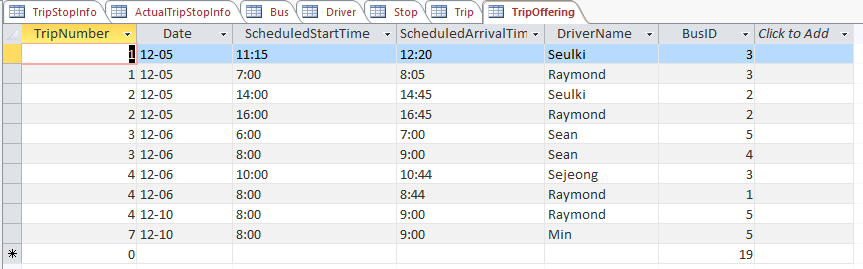 TripStopInfo ActualTripStopInfo Bus Driver Stop Trip TripOffering
TripNumber Date ScheduledStartTime ScheduledArrivalTim DriverName BusID Click to Add
1 12-05 11:15 12:20 Seulki 3
1 12-05 7:00 8:05 Raymond 3
2 12-05 14:00 14:45 Seulki 2
2 12-05 16:00 16:45 Raymond 2
3 12-06 6:00 7:00 Sean 5
3 12-06 8:00 9:00 Sean 4
4 12-06 10:00 10:44 Sejeong 3
4 12-06 8:00 8:44 Raymond 1
4 12-10 8:00 9:00 Raymond 5
7 12-10 8:00 9:00 Min 5
0 19